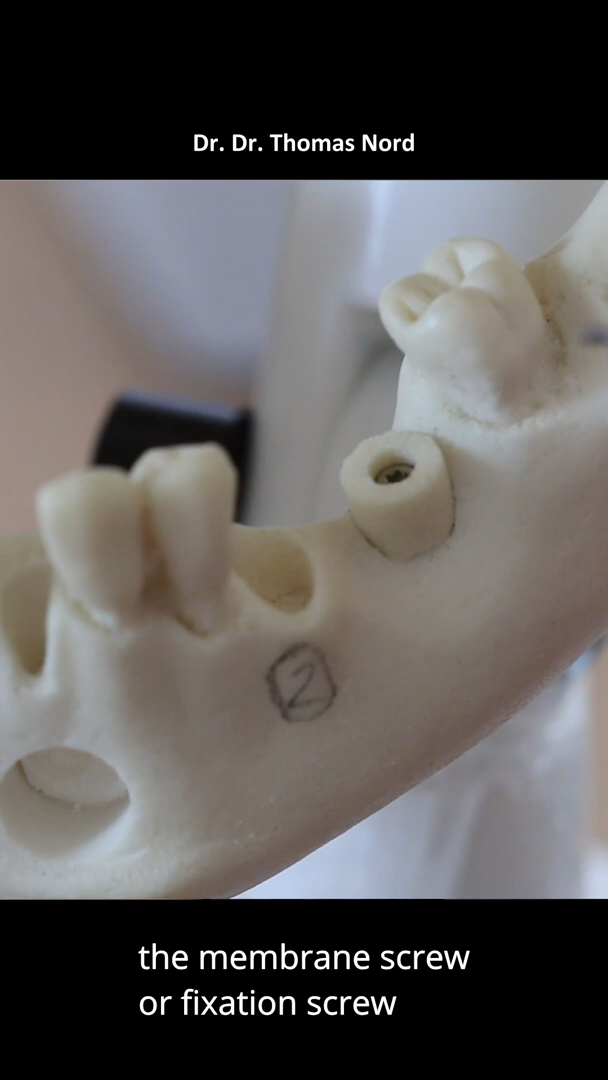 Dr. Dr. Thomas Nord
2
the membrane screw
or fixation screw